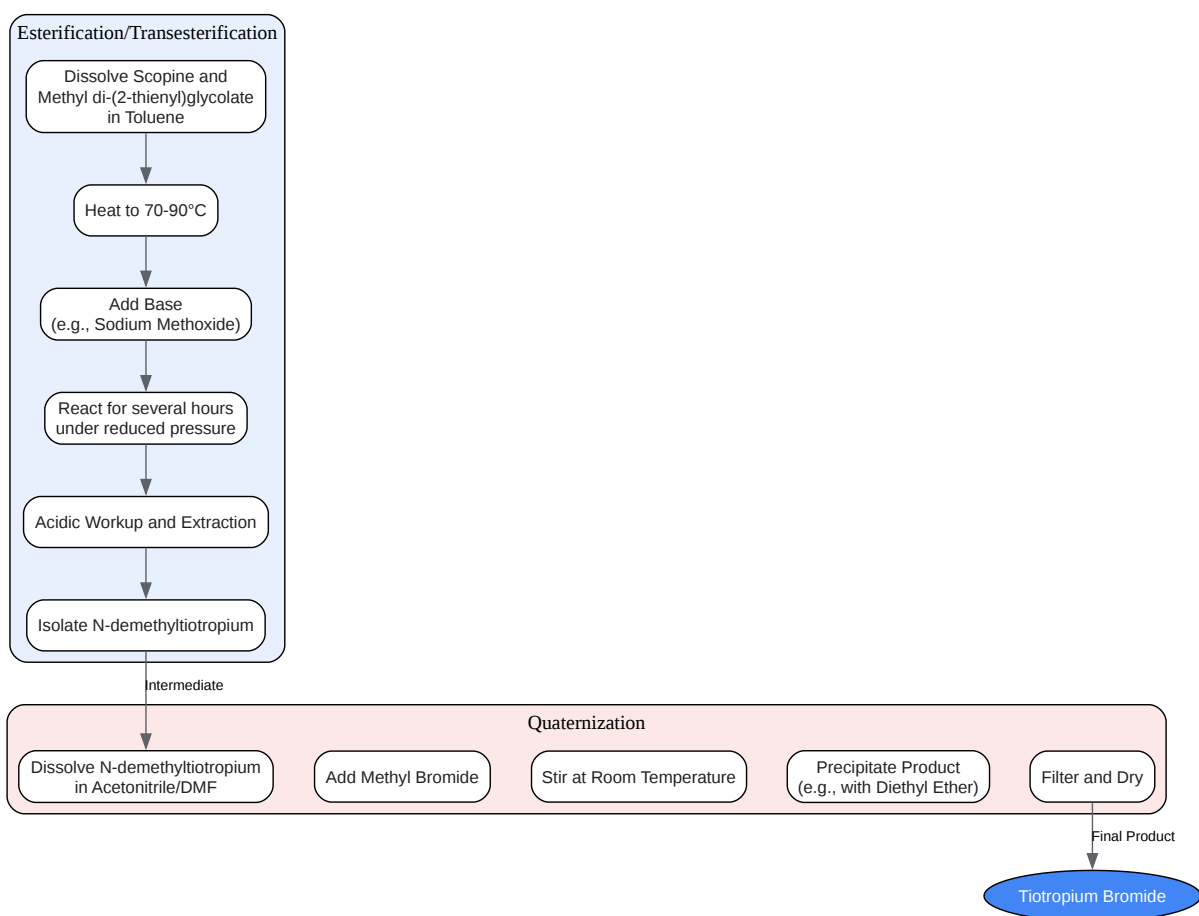 Esterification/Transesterification
Dissolve Scopine and
Methyl di-(2-thienyl)glycolate
in Toluene
Heat to 70-90°C
Add Base
(e.g., Sodium Methoxide)
React for several hours
under reduced pressure
Acidic Workup and Extraction
Isolate N-demethyltiotropium
Intermediate
Quaternization
Dissolve N-demethyltiotropium
in Acetonitrile/DMF
Add Methyl Bromide
Stir at Room Temperature
Precipitate Product
(e.g., with Diethyl Ether)
Filter and Dry
Final Product
Tiotropium Bromide